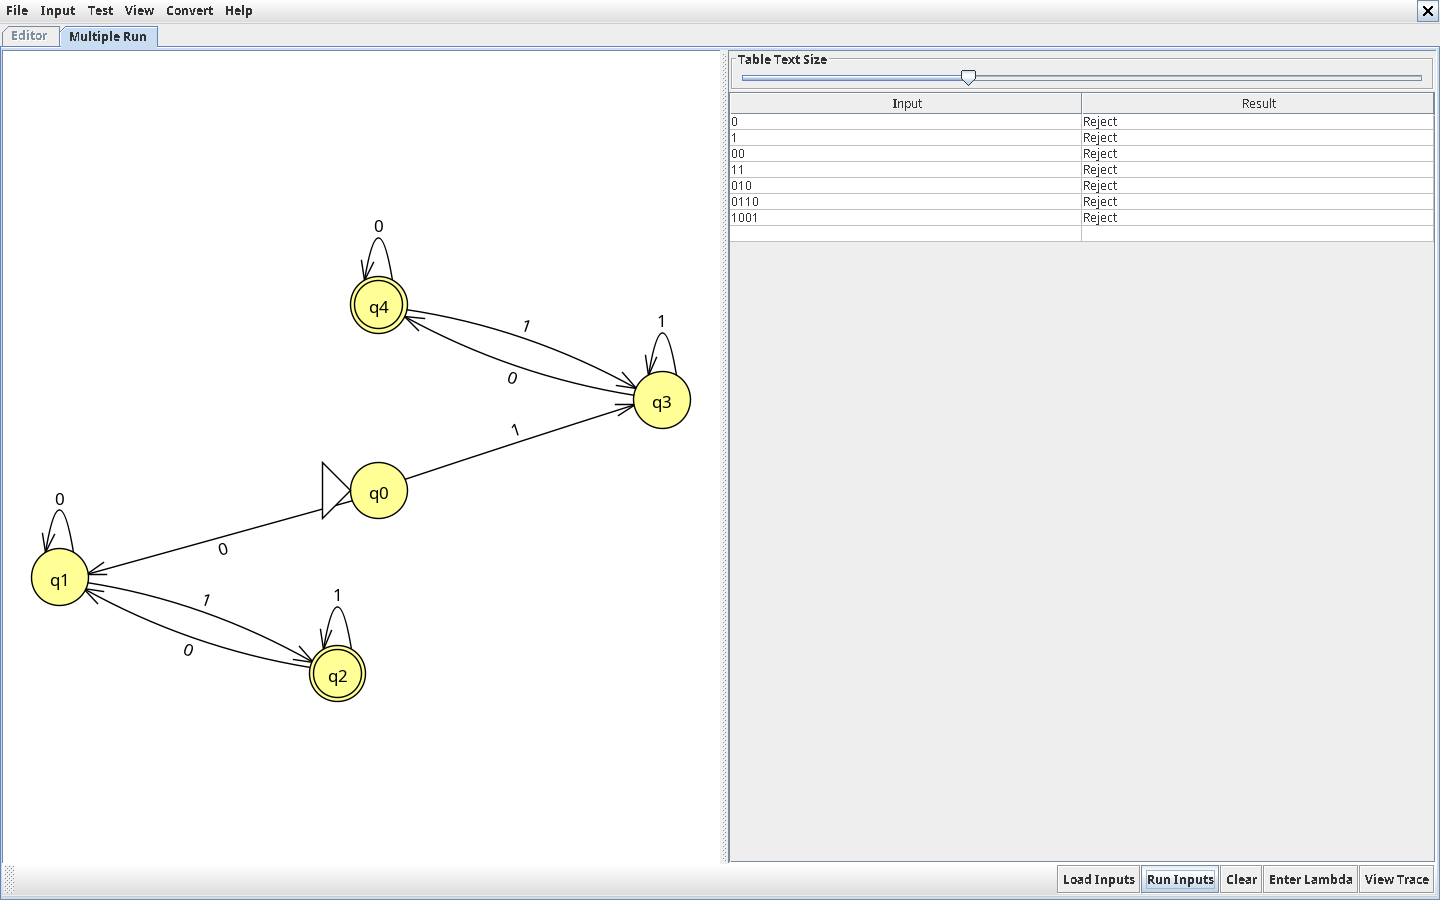 File Input Test View Convert Help
Editor Multiple Run
Table Text Size
Input Result
0 Reject
1 Reject
00 Reject
11 Reject
010 Reject
0110 Reject
1001 Reject
0
q4
1
1
0
q3
1
q0
0
0
q1
1
1
0
q2
Load Inputs Run Inputs Clear Enter Lambda View Trace